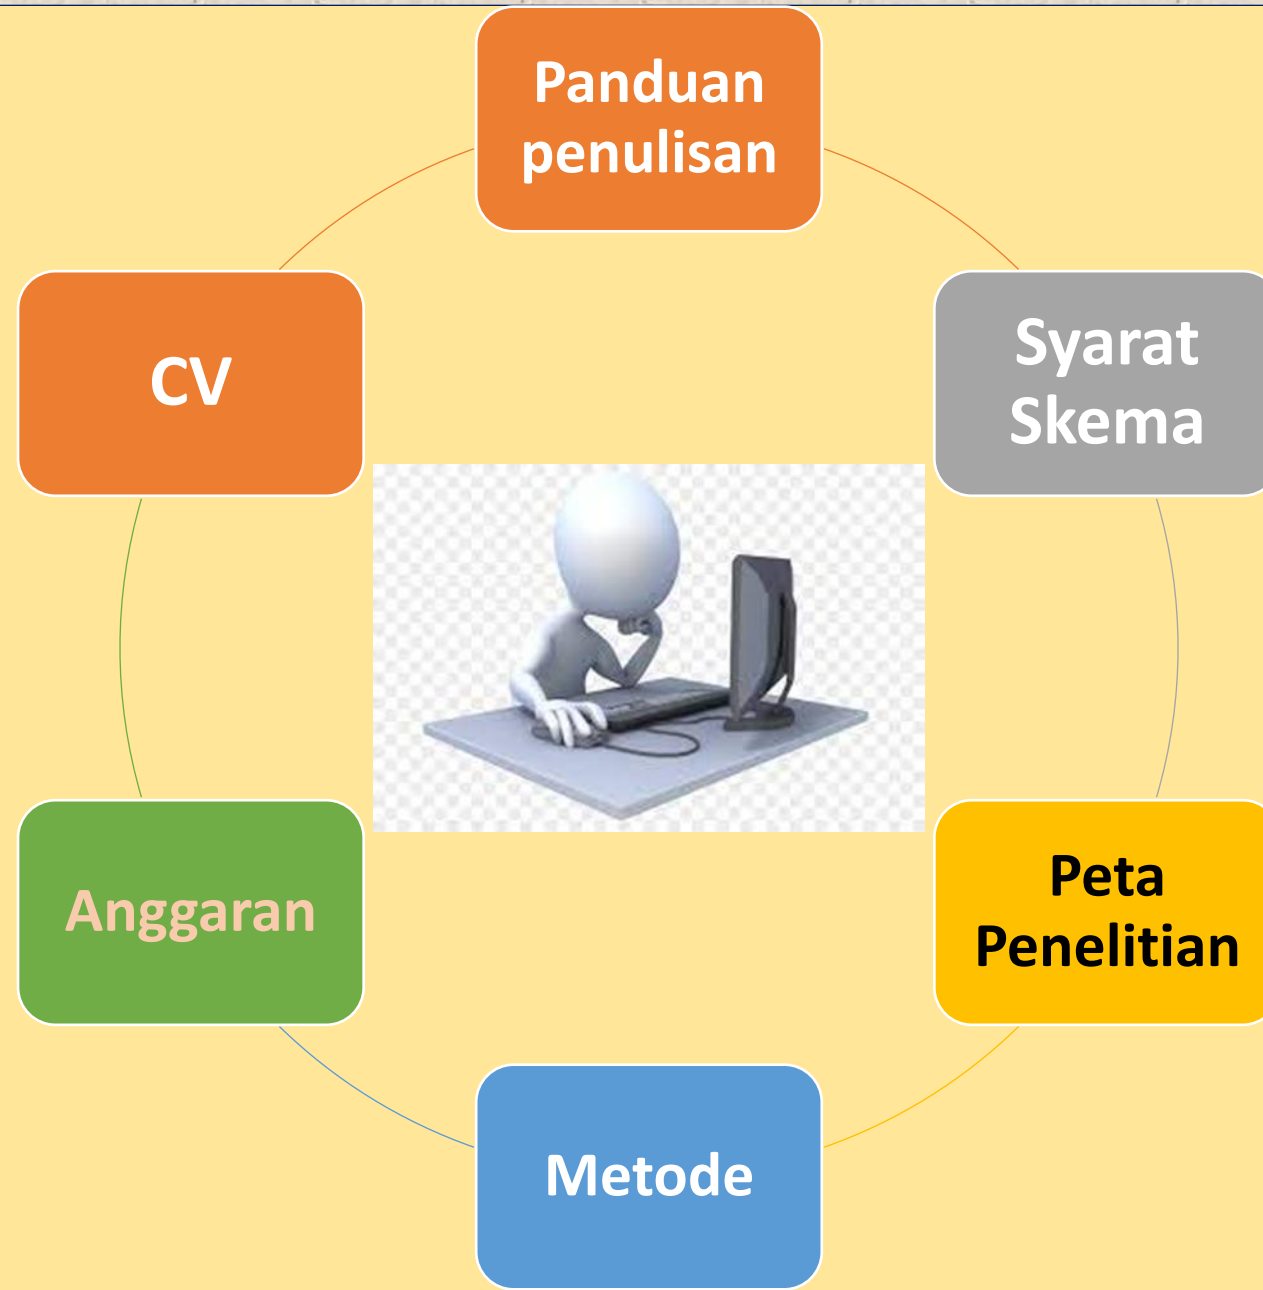 Panduan
penulisan
Syarat
Skema
Peta
Penelitian
Metode
Anggaran
CV